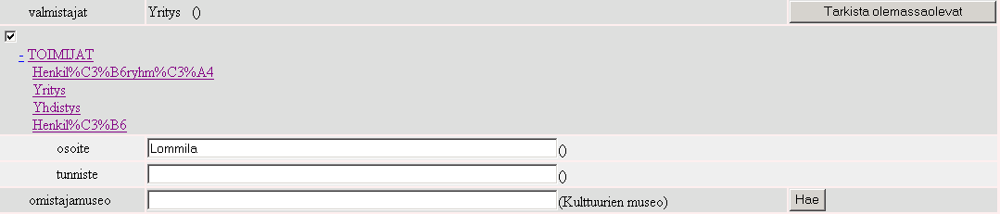 valmistajat Yritys () Tarkista olemassaolevat
- TOIMIJAT
Henkil%C3%B6ryhm%C3%A4
Yritys
Yhdistys
Henkil%C3%B6
osoite Lommila ()
tunniste ()
omistajamuseo (Kulttuurien museo) Hae